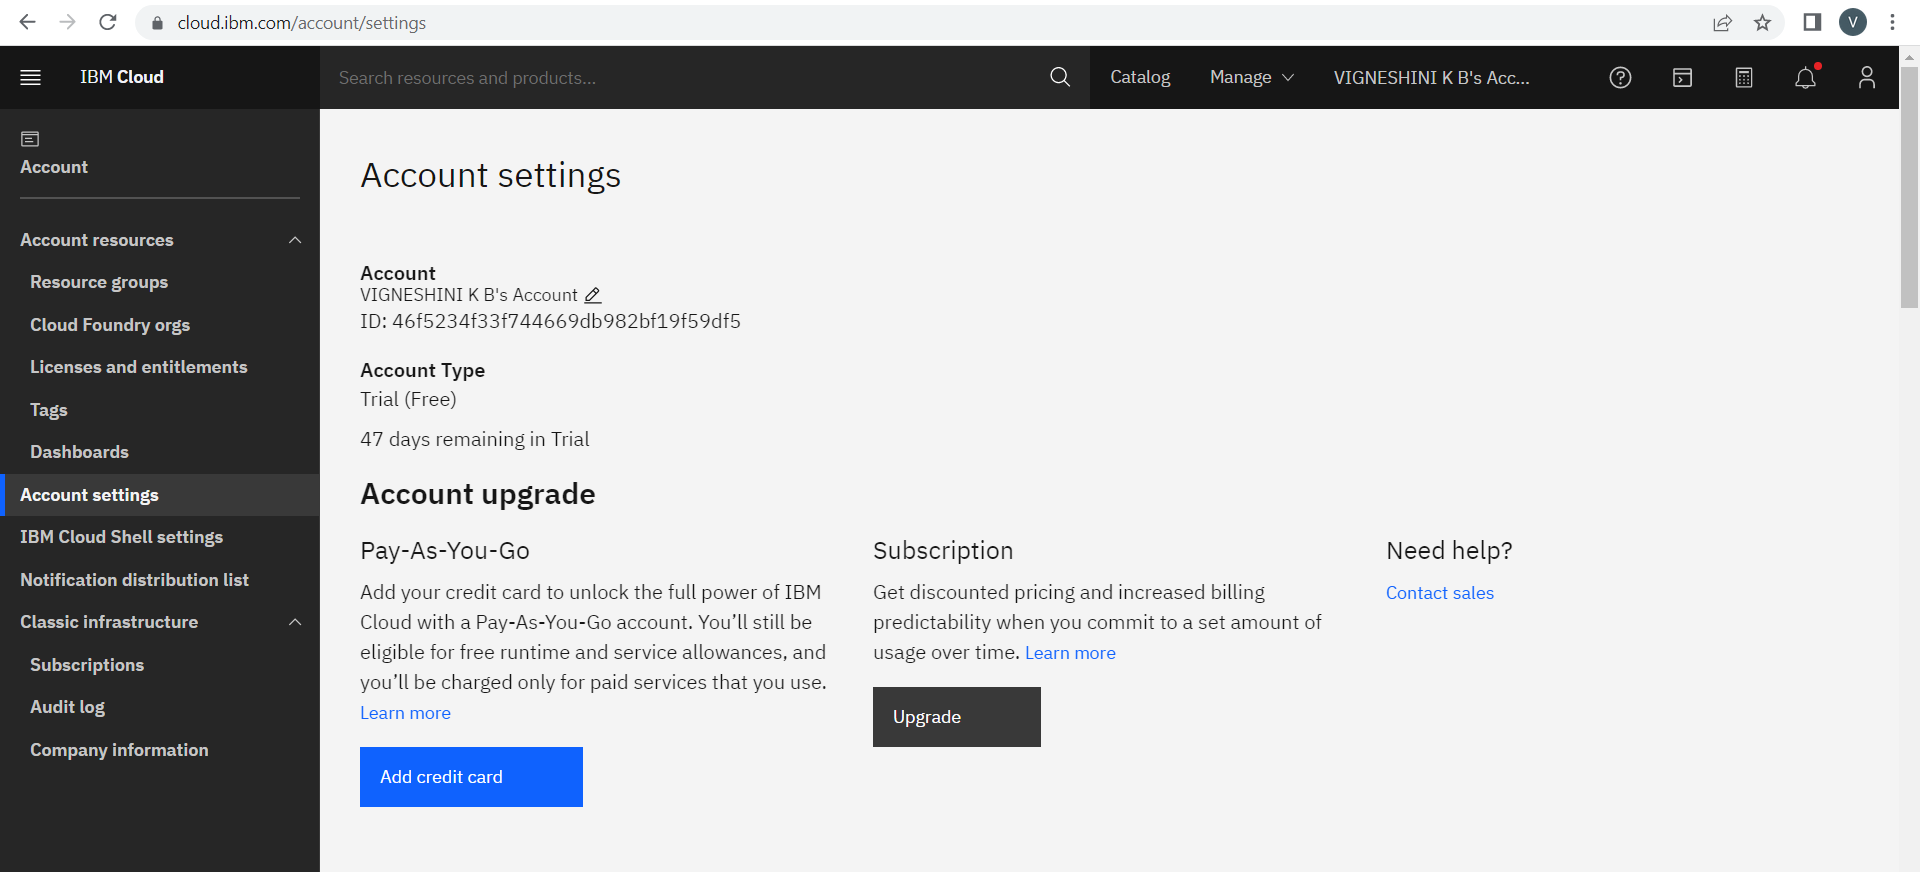 cloud.ibm.com/account/settings
V
IBM Cloud
Search resources and products...
Catalog
Manage
VIGNESHINI K B's Acc...
Account
Account resources
Resource groups
Cloud Foundry orgs
Licenses and entitlements
Tags
Dashboards
Account settings
IBM Cloud Shell settings
Notification distribution list
Classic infrastructure
Subscriptions
Audit log
Company information
Account settings
Account
VIGNESHINI K B's Account
ID: 46f5234f33f744669db982bf19f59df5
Account Type
Trial (Free)
47 days remaining in Trial
Account upgrade
Pay-As-You-Go
Add your credit card to unlock the full power of IBM
Cloud with a Pay-As-You-Go account. You’ll still be
eligible for free runtime and service allowances, and
you’ll be charged only for paid services that you use.
Learn more
Add credit card
Subscription
Get discounted pricing and increased billing
predictability when you commit to a set amount of
usage over time. Learn more
Upgrade
Need help?
Contact sales